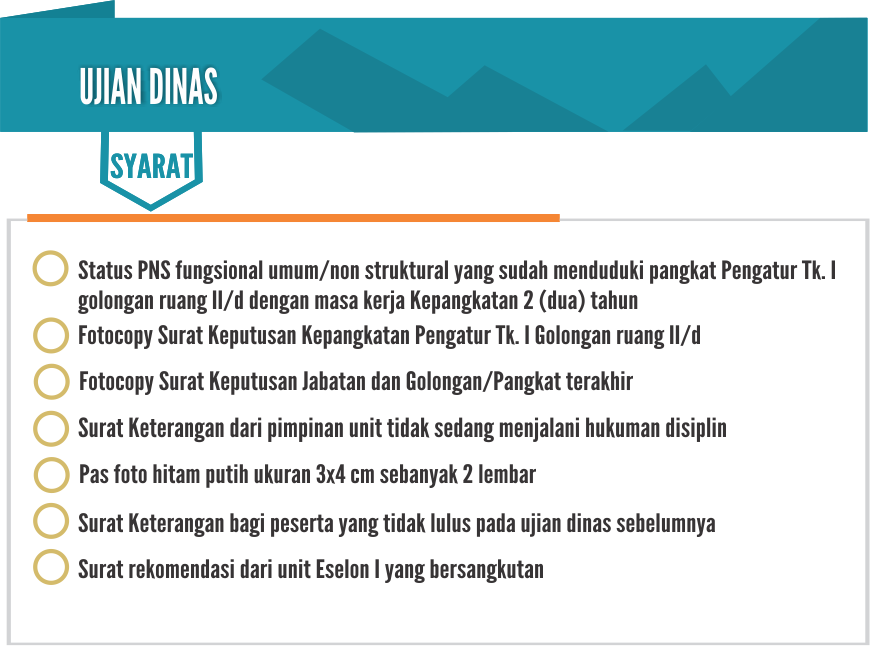 UJIAN DINAS
SYARAT
Status PNS fungsional umum/non struktural yang sudah menduduki pangkat Pengatur Tk. I
golongan ruang II/d dengan masa kerja Kepangkatan 2 (dua) tahun
Fotocopy Surat Keputusan Kepangkatan Pengatur Tk. I Golongan ruang II/d
Fotocopy Surat Keputusan Jabatan dan Golongan/Pangkat terakhir
Surat Keterangan dari pimpinan unit tidak sedang menjalani hukuman disiplin
Pas foto hitam putih ukuran 3x4 cm sebanyak 2 lembar
Surat Keterangan bagi peserta yang tidak lulus pada ujian dinas sebelumnya
Surat rekomendasi dari unit Eselon I yang bersangkutan